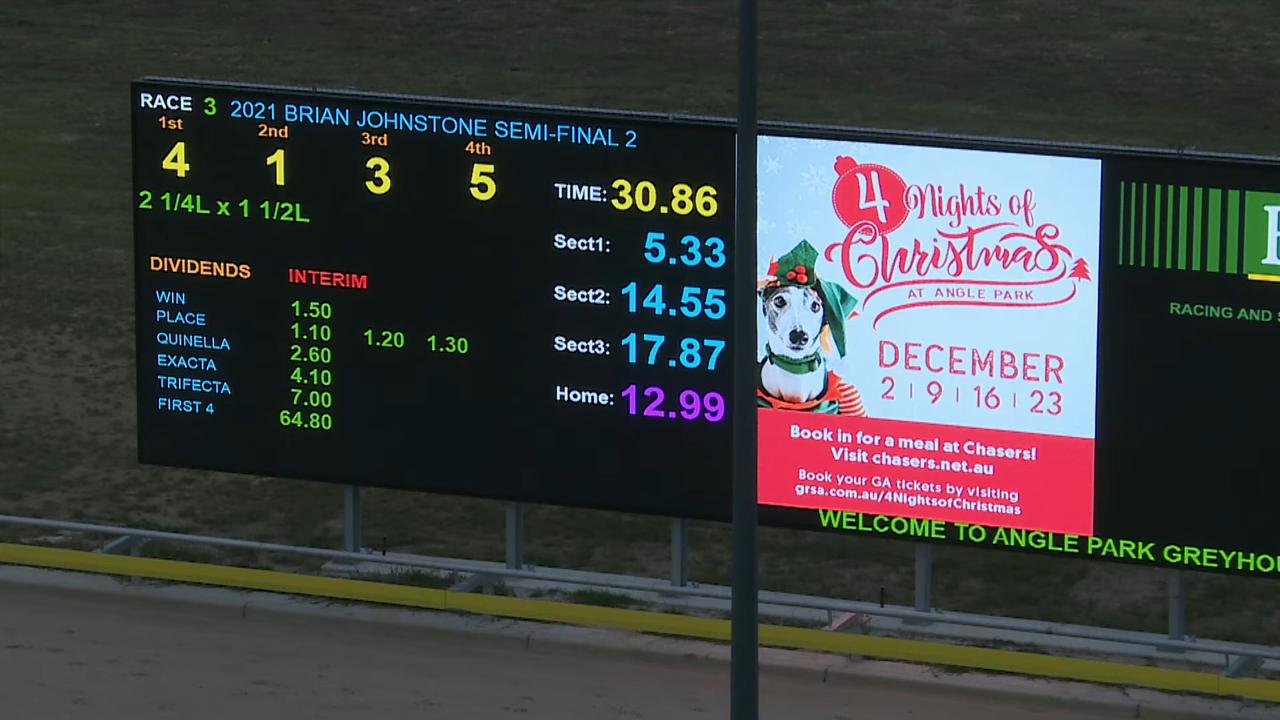 RACE 3 2021 BRIAN JOHNSTONE SEMI-FINAL 2
1st 2nd 3rd 4th
4 1 3 5
2 1/4L x 1 1/2L
TIME: 30.86
Sect1: 5.33
Sect2: 14.55
Sect3: 17.87
Home: 12.99
DIVIDENDS INTERIM
WIN 1.50
PLACE 1.10 1.20 1.30
QUINELLA 2.60
EXACTA 4.10
TRIFECTA 7.00
FIRST 4 64.80
4 Nights of
Christmas
AT ANGLE PARK
DECEMBER
2 | 9 | 16 | 23
Book in for a meal at Chasers!
Visit chasers.net.au
Book your GA tickets by visiting
grsa.com.au/4NightsofChristmas
RACING AND
WELCOME TO ANGLE PARK GREYHO